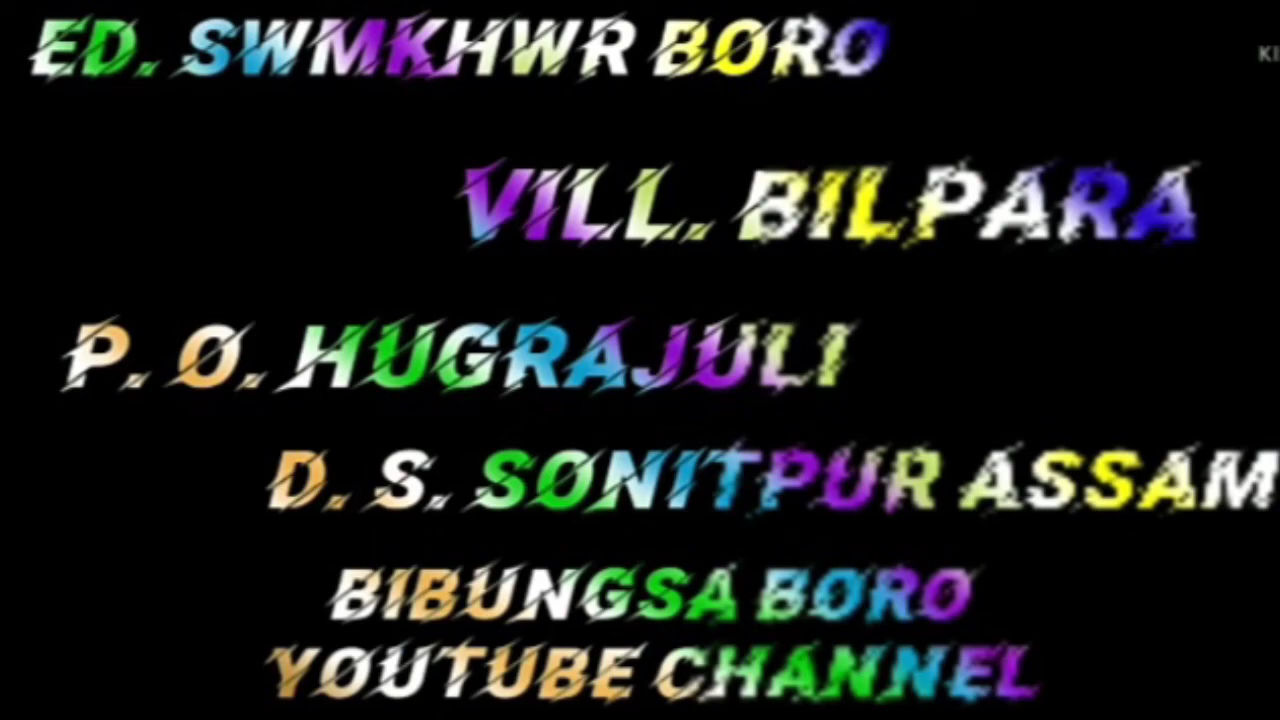 ED. SWMKHWR BORO
VILL.. BILPARA
P. O. HUGRAJULI
D. S. SONITPUR ASSAM
BIBUNGSA BORO
YOUTUBE CHANNEL